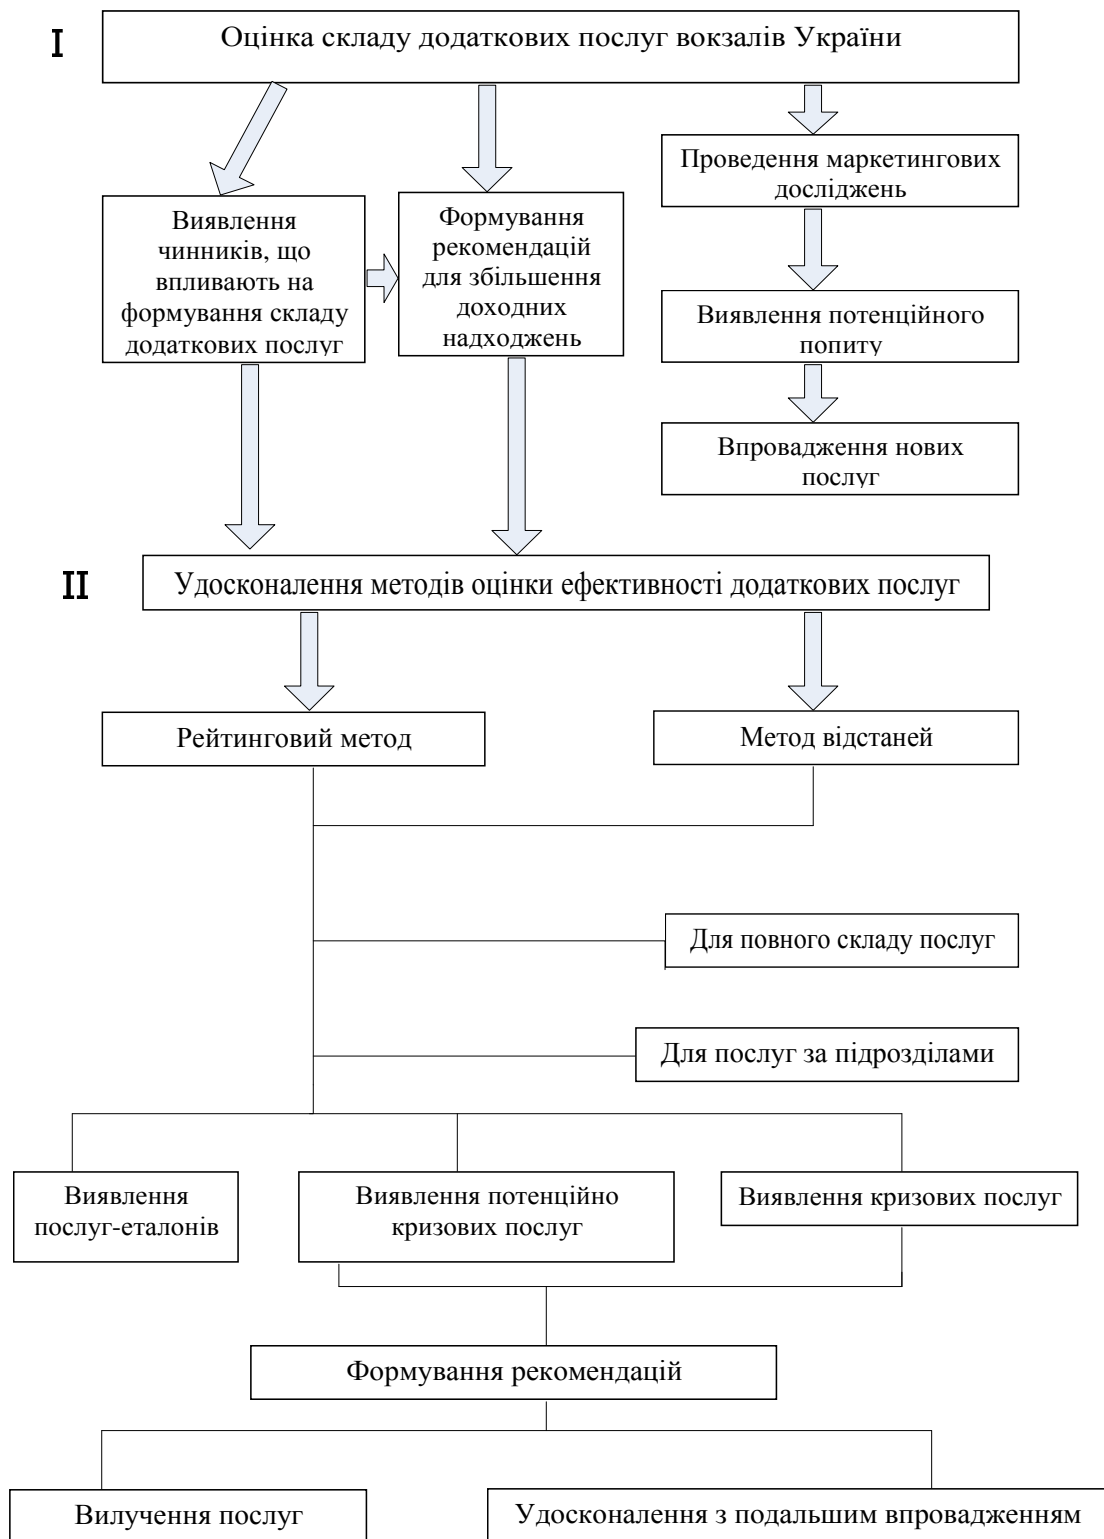 I
Оцінка складу додаткових послуг вокзалів України
Проведення маркетингових
досліджень
Виявлення
чинників, що
впливають на
формування складу
додаткових послуг
Формування
рекомендацій
для збільшення
доходних
надходжень
Виявлення потенційного
попиту
Впровадження нових
послуг
II
Удосконалення методів оцінки ефективності додаткових послуг
Рейтинговий метод
Метод відстаней
Для повного складу послуг
Для послуг за підрозділами
Виявлення
послуг-еталонів
Виявлення потенційно
кризових послуг
Виявлення кризових послуг
Формування рекомендацій
Вилучення послуг
Удосконалення з подальшим впровадженням